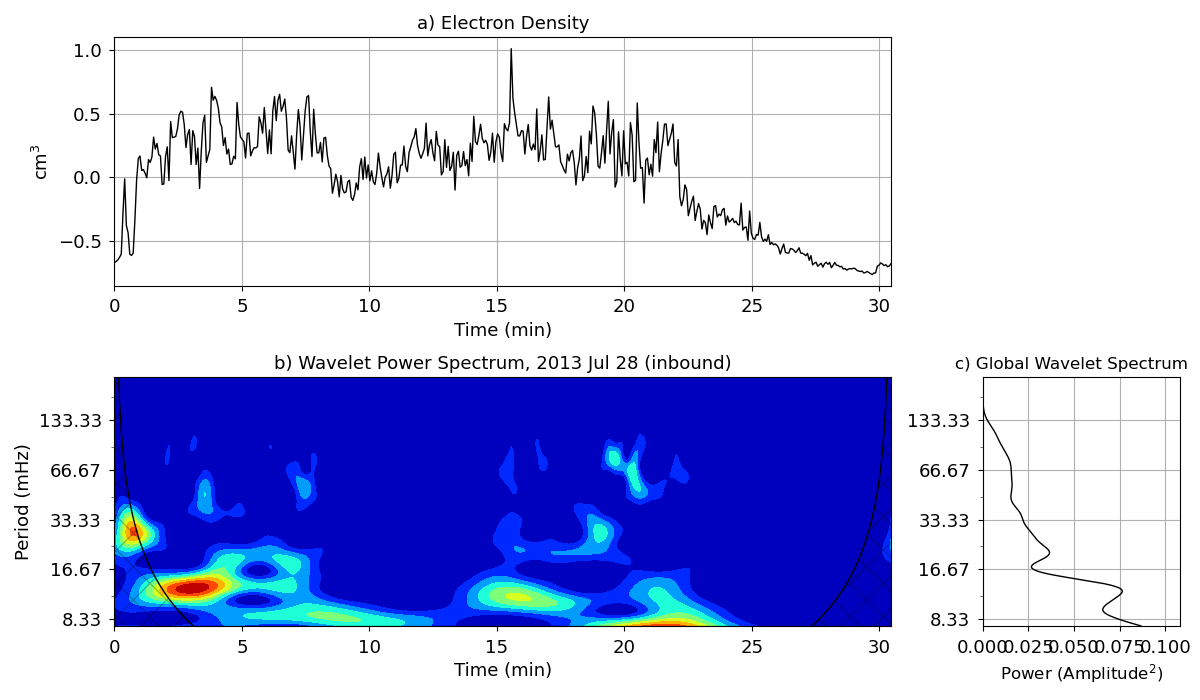 a) Electron Density
1.0
0.5
0.0
−0.5
cm³
0 5 10 15 20 25 30
Time (min)
b) Wavelet Power Spectrum, 2013 Jul 28 (inbound)
133.33
66.67
33.33
16.67
8.33
Period (mHz)
0 5 10 15 20 25 30
Time (min)
c) Global Wavelet Spectrum
133.33
66.67
33.33
16.67
8.33
0.000 0.025 0.050 0.075 0.100
Power (Amplitude²)